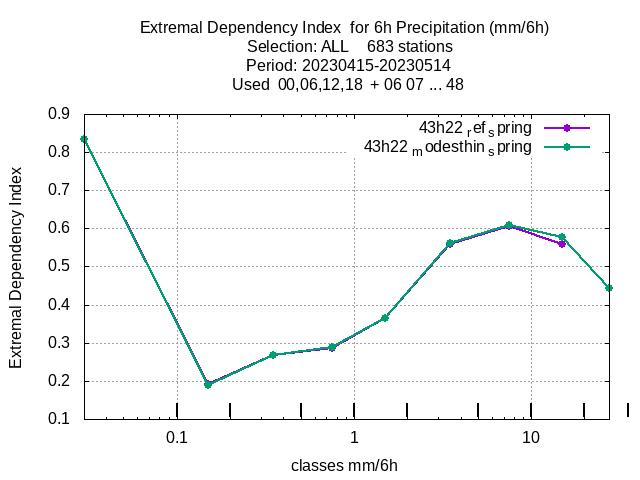 Extremal Dependency Index  for 6h Precipitation (mm/6h)
Selection: ALL    683 stations
Period: 20230415-20230514
Used  00,06,12,18  + 06 07 ... 48
43h22 ref spring
43h22 modesthin spring
Extremal Dependency Index
0.9
0.8
0.7
0.6
0.5
0.4
0.3
0.2
0.1
0.1 1 10
classes mm/6h